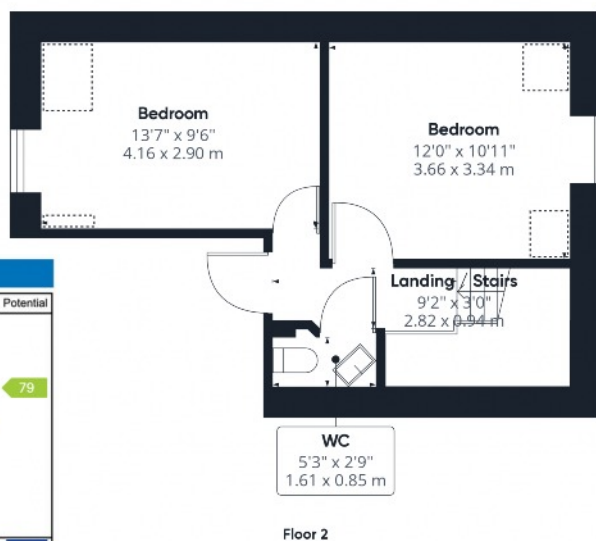 Bedroom
13'7" x 9'6"
4.16 x 2.90 m
Bedroom
12'0" x 10'11"
3.66 x 3.34 m
Potential
79
Landing Stairs
9'2" x 3'0"
2.82 x 0.94 m
WC
5'3" x 2'9"
1.61 x 0.85 m
Floor 2